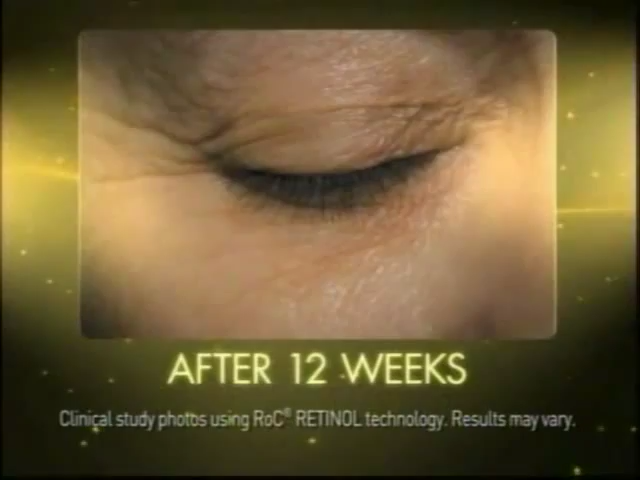 AFTER 12 WEEKS
Clinical study photos using RoC® RETINOL technology. Results may vary.